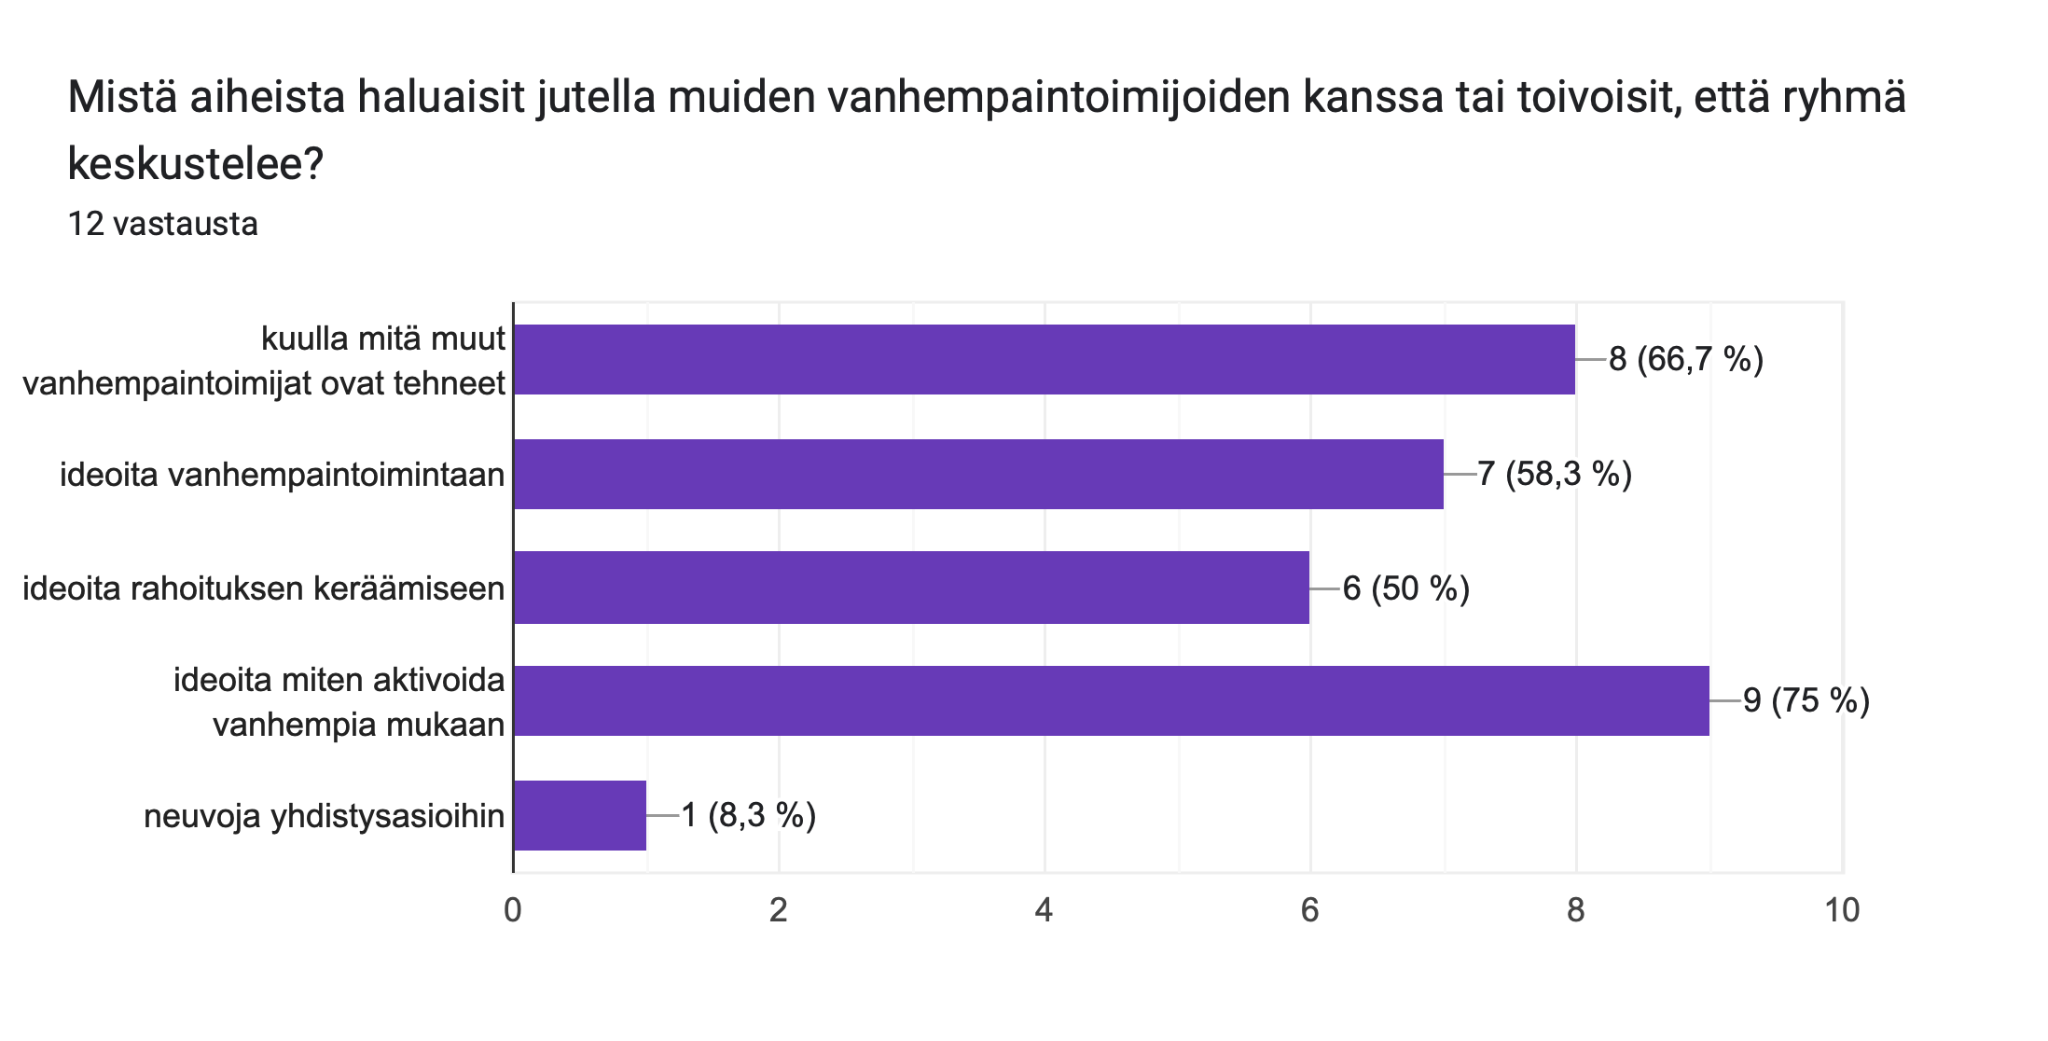 Mistä aiheista haluaisit jutella muiden vanhempaintoimijoiden kanssa tai toivoisit, että ryhmä
keskustelee?
12 vastausta
kuulla mitä muut
vanhempaintoimijat ovat tehneet
8 (66,7 %)
ideoita vanhempaintoimintaan
7 (58,3 %)
ideoita rahoituksen keräämiseen
6 (50 %)
ideoita miten aktivoida
vanhempia mukaan
9 (75 %)
neuvoja yhdistysasioihin
1 (8,3 %)
0 2 4 6 8 10